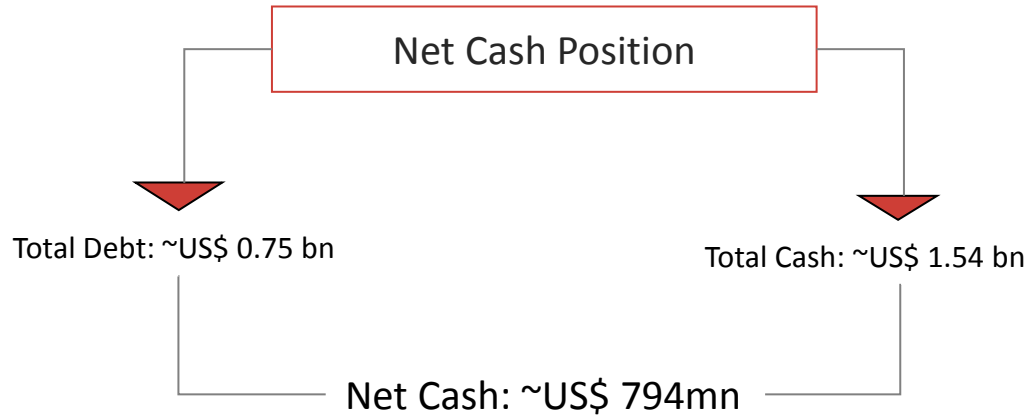 Net Cash Position
Total Debt: ~US$ 0.75 bn
Total Cash: ~US$ 1.54 bn
Net Cash: ~US$ 794mn